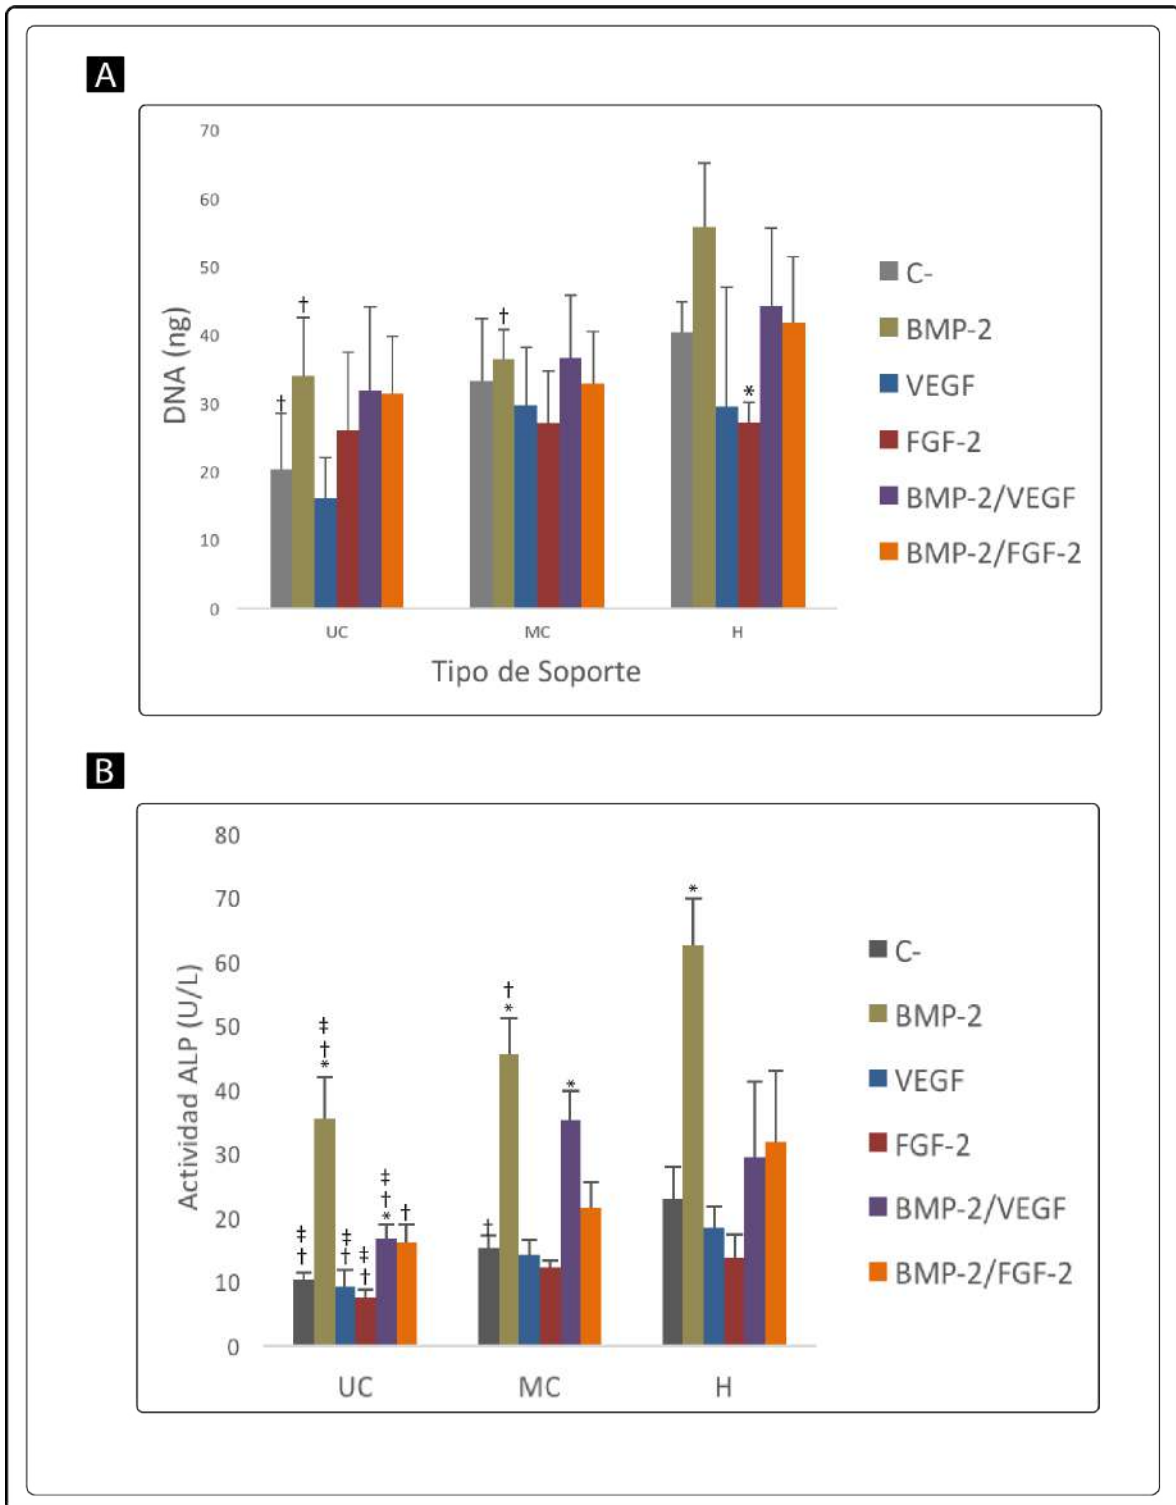 A
70
60
50
40
30
20
10
0
DNA (ng)
†
†
†
*
UC
MC
H
Tipo de Soporte
C-
BMP-2
VEGF
FGF-2
BMP-2/VEGF
BMP-2/FGF-2
B
80
70
60
50
40
30
20
10
0
Actividad ALP (U/L)
‡
†
‡
†
*
‡
†
‡
†
‡
†
*
†
‡
†
*
*
*
UC
MC
H
C-
BMP-2
VEGF
FGF-2
BMP-2/VEGF
BMP-2/FGF-2